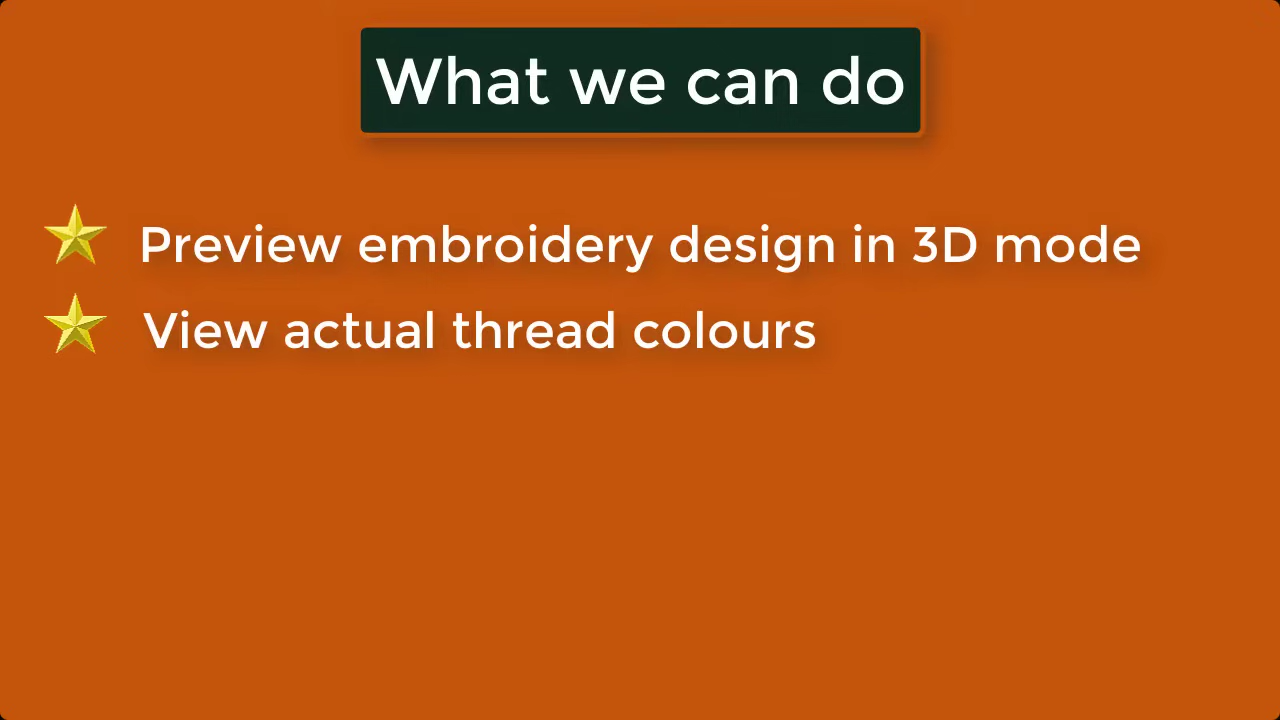 What we can do
Preview embroidery design in 3D mode
View actual thread colours